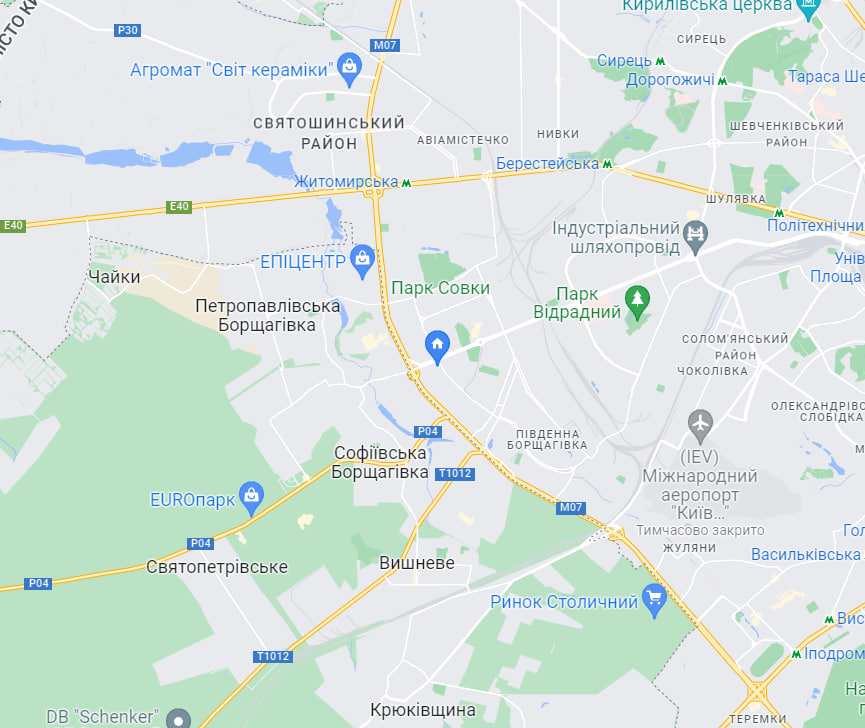 Кирилівська церква
P30
СИРЕЦЬ
M07
Сирець
Агромат "Світ кераміки"
Дорогожичі
Тараса Ше
СВЯТОШИНСЬКИЙ
РАЙОН
АВІАМІСТЕЧКО
НИВКИ
ШЕВЧЕНКІВСЬКИЙ
РАЙОН
Берестейська
Житомирська
ШУЛЯВКА
E40
E40
Політехнічни
Індустріальний
шляхопровід
ЕПІЦЕНТР
Унів
Площа
Чайки
Парк Совки
Петропавлівська
Борщагівка
Парк
Відрадний
СОЛОМ'ЯНСЬКИЙ
РАЙОН
ЧОКОЛІВКА
ОЛЕКСАНДРІВС
СЛОБІДКА
P04
ПІВДЕННА
БОРЩАГІВКА
Софіївська
Борщагівка
T1012
(IEV)
Міжнародний
аеропорт
"Київ…"
Тимчасово закрито
EUROпарк
M07
ЖУЛЯНИ
Гол
P04
Васильківська
Святопетрівське
Вишневе
P04
Ринок Столичний
Вис
T1012
Іподром
Крюківщина
На
DB "Schenker"
ТЕРЕМКИ